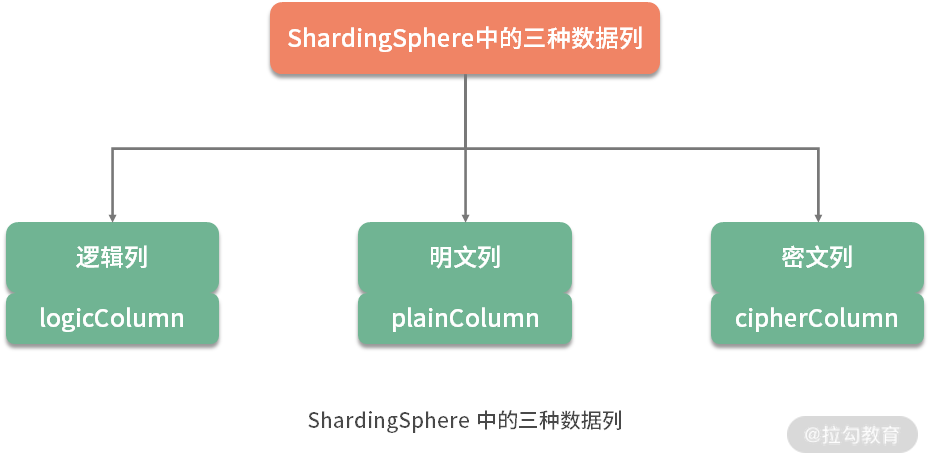 ShardingSphere中的三种数据列
逻辑列
logicColumn
明文列
plainColumn
密文列
cipherColumn
ShardingSphere 中的三种数据列
@拉勾教育